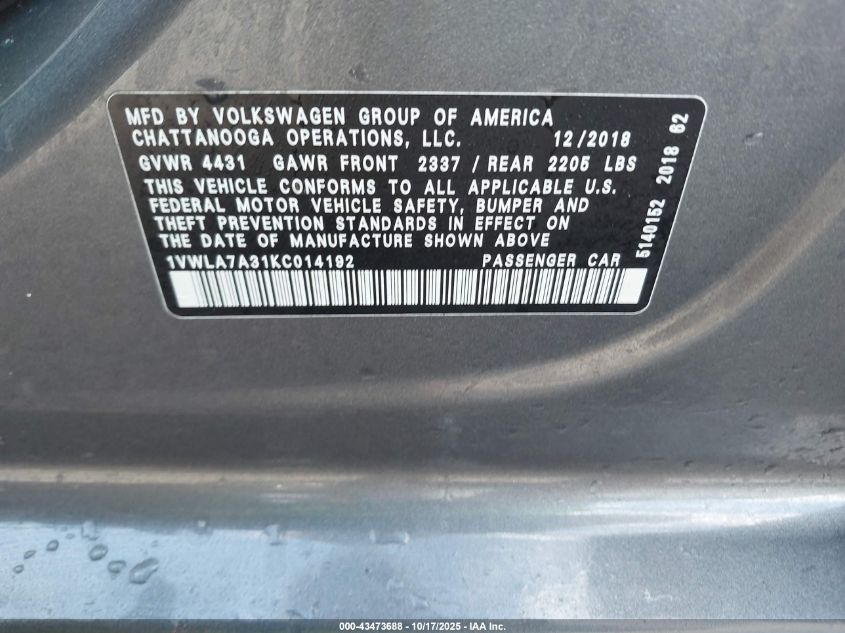 MFD BY VOLKSWAGEN GROUP OF AMERICA
CHATTANOOGA OPERATIONS, LLC. 12/2018
GVWR 4431 GAWR FRONT 2337 / REAR 2205 LBS
THIS VEHICLE CONFORMS TO ALL APPLICABLE U.S.
FEDERAL MOTOR VEHICLE SAFETY, BUMPER AND
THEFT PREVENTION STANDARDS IN EFFECT ON
THE DATE OF MANUFACTURE SHOWN ABOVE
1VWLA7A31KC014192 PASSENGER CAR
5140152 2018 62
000-43473688 - 10/17/2025 - IAA Inc.